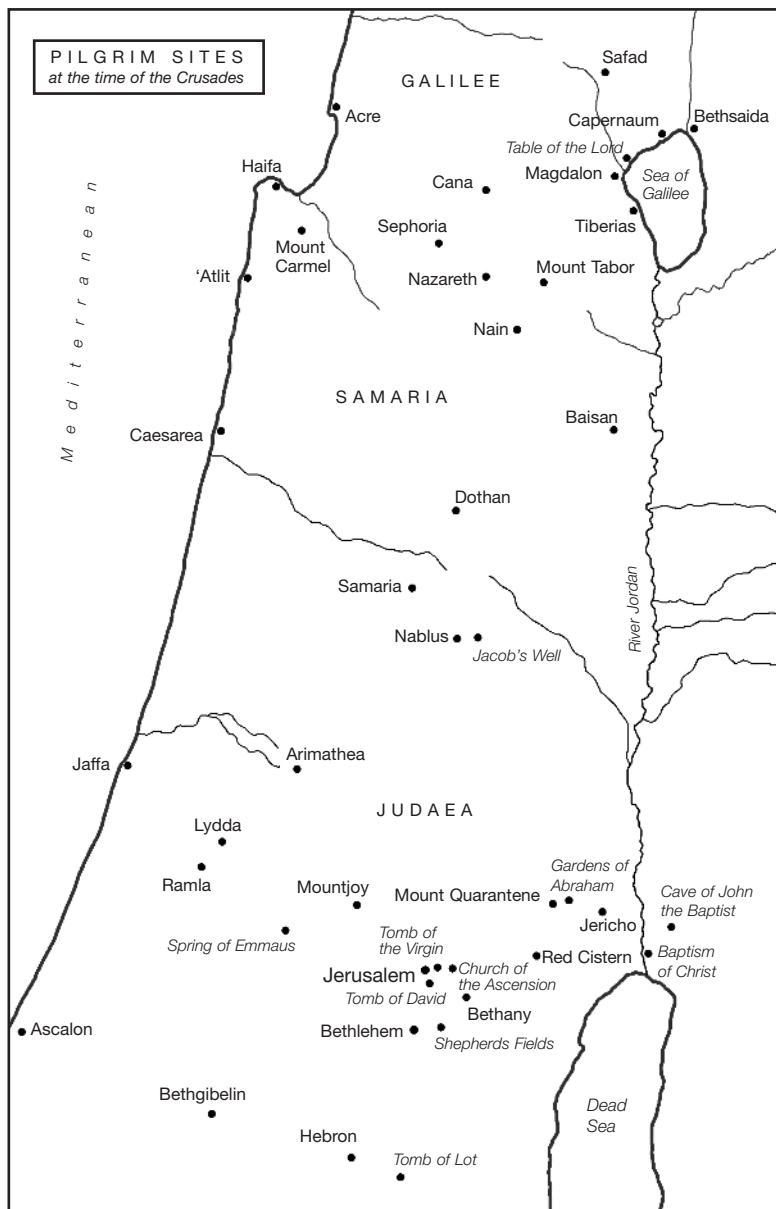 PILGRIM SITES
at the time of the Crusades
Safad
GALILEE
Acre
Capernaum
Bethsaida
Table of the Lord
Haifa
Cana
Magdalon
Sea of
Galilee
Mount
Carmel
Sephoria
Tiberias
‘Atlit
Nazareth
Mount Tabor
Nain
Mediterranean
SAMARIA
Caesarea
Baisan
Dothan
Samaria
River Jordan
Nablus
Jacob's Well
Jaffa
Arimathea
JUDAEA
Lydda
Ramla
Mountjoy
Mount Quarantene
Gardens of
Abraham
Jericho
Cave of John
the Baptist
Spring of Emmaus
Tomb of
the Virgin
Jerusalem
Church of
the Ascension
Red Cistern
Baptism
of Christ
Tomb of David
Bethany
Ascalon
Bethlehem
Shepherds Fields
Bethgibelin
Dead
Sea
Hebron
Tomb of Lot